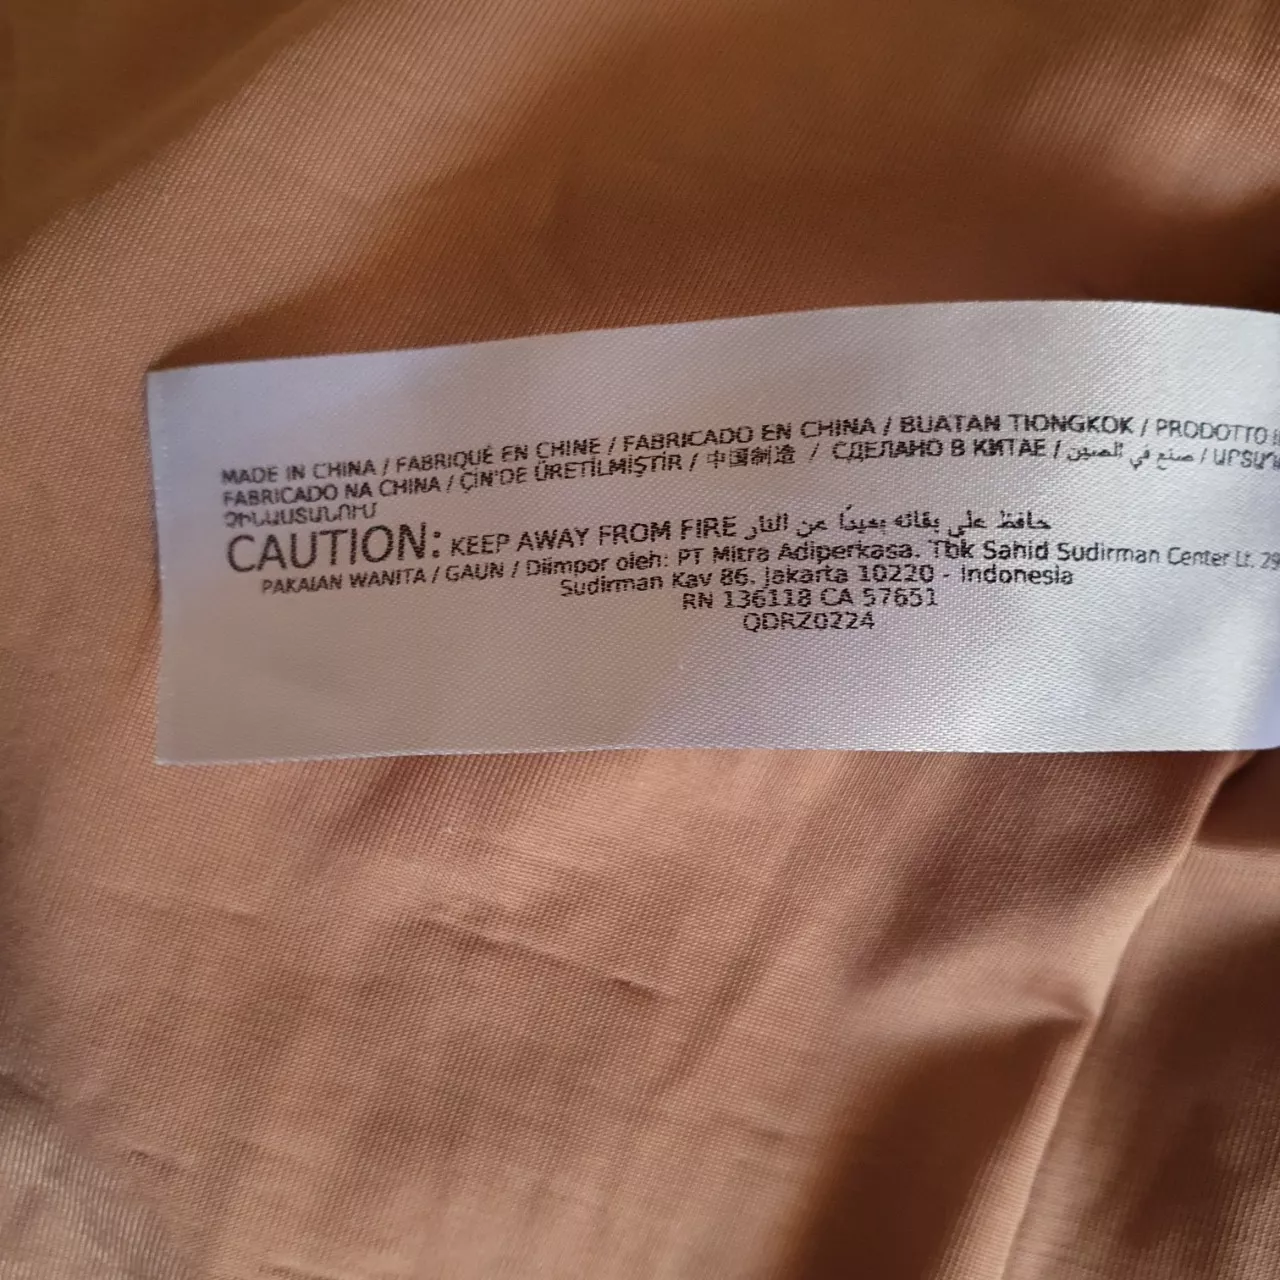 MADE IN CHINA / FABRIQUÉ EN CHINE / FABRICADO EN CHINA / BUATAN TIONGKOK / PRODOTTO
FABRICADO NA CHINA / ÇİN'DE ÜRETİLMİŞTİR / 中国制造 / СДЕЛАНО В КИТАЕ / صنع في الصين /
ՉԻՆԱՍՏԱՆՈՒՄ
CAUTION: KEEP AWAY FROM FIRE حافظ على بقائه بعيدًا عن النار
PAKAIAN WANITA / GAUN / Diimpor oleh: PT Mitra Adiperkasa. Tbk Sahid Sudirman Center Lt. 29
Sudirman Kav 86. Jakarta 10220 - Indonesia
RN 136118 CA 57651
QDRZ0224